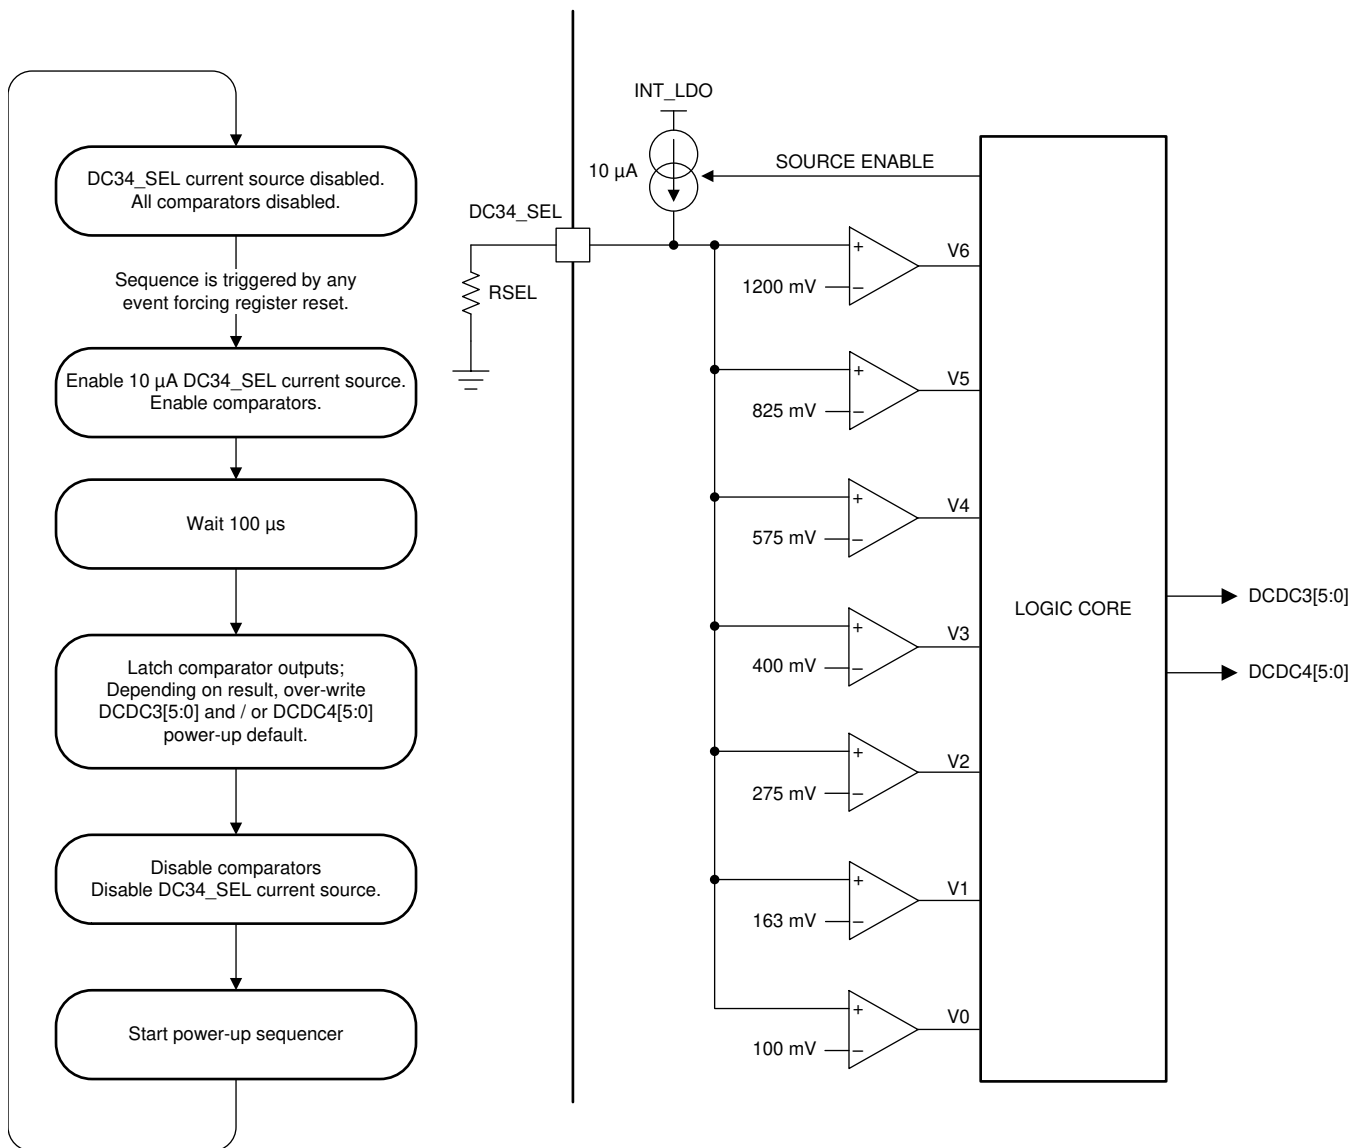 DC34_SEL current source disabled.
All comparators disabled.
Sequence is triggered by any
event forcing register reset.
Enable 10 µA DC34_SEL current source.
Enable comparators.
Wait 100 µs
Latch comparator outputs;
Depending on result, over-write
DCDC3[5:0] and / or DCDC4[5:0]
power-up default.
Disable comparators
Disable DC34_SEL current source.
Start power-up sequencer
INT_LDO
10 µA
SOURCE ENABLE
DC34_SEL
RSEL
+
1200 mV
–
V6
+
825 mV
–
V5
+
575 mV
–
V4
+
400 mV
–
V3
+
275 mV
–
V2
+
163 mV
–
V1
+
100 mV
–
V0
LOGIC CORE
DCDC3[5:0]
DCDC4[5:0]